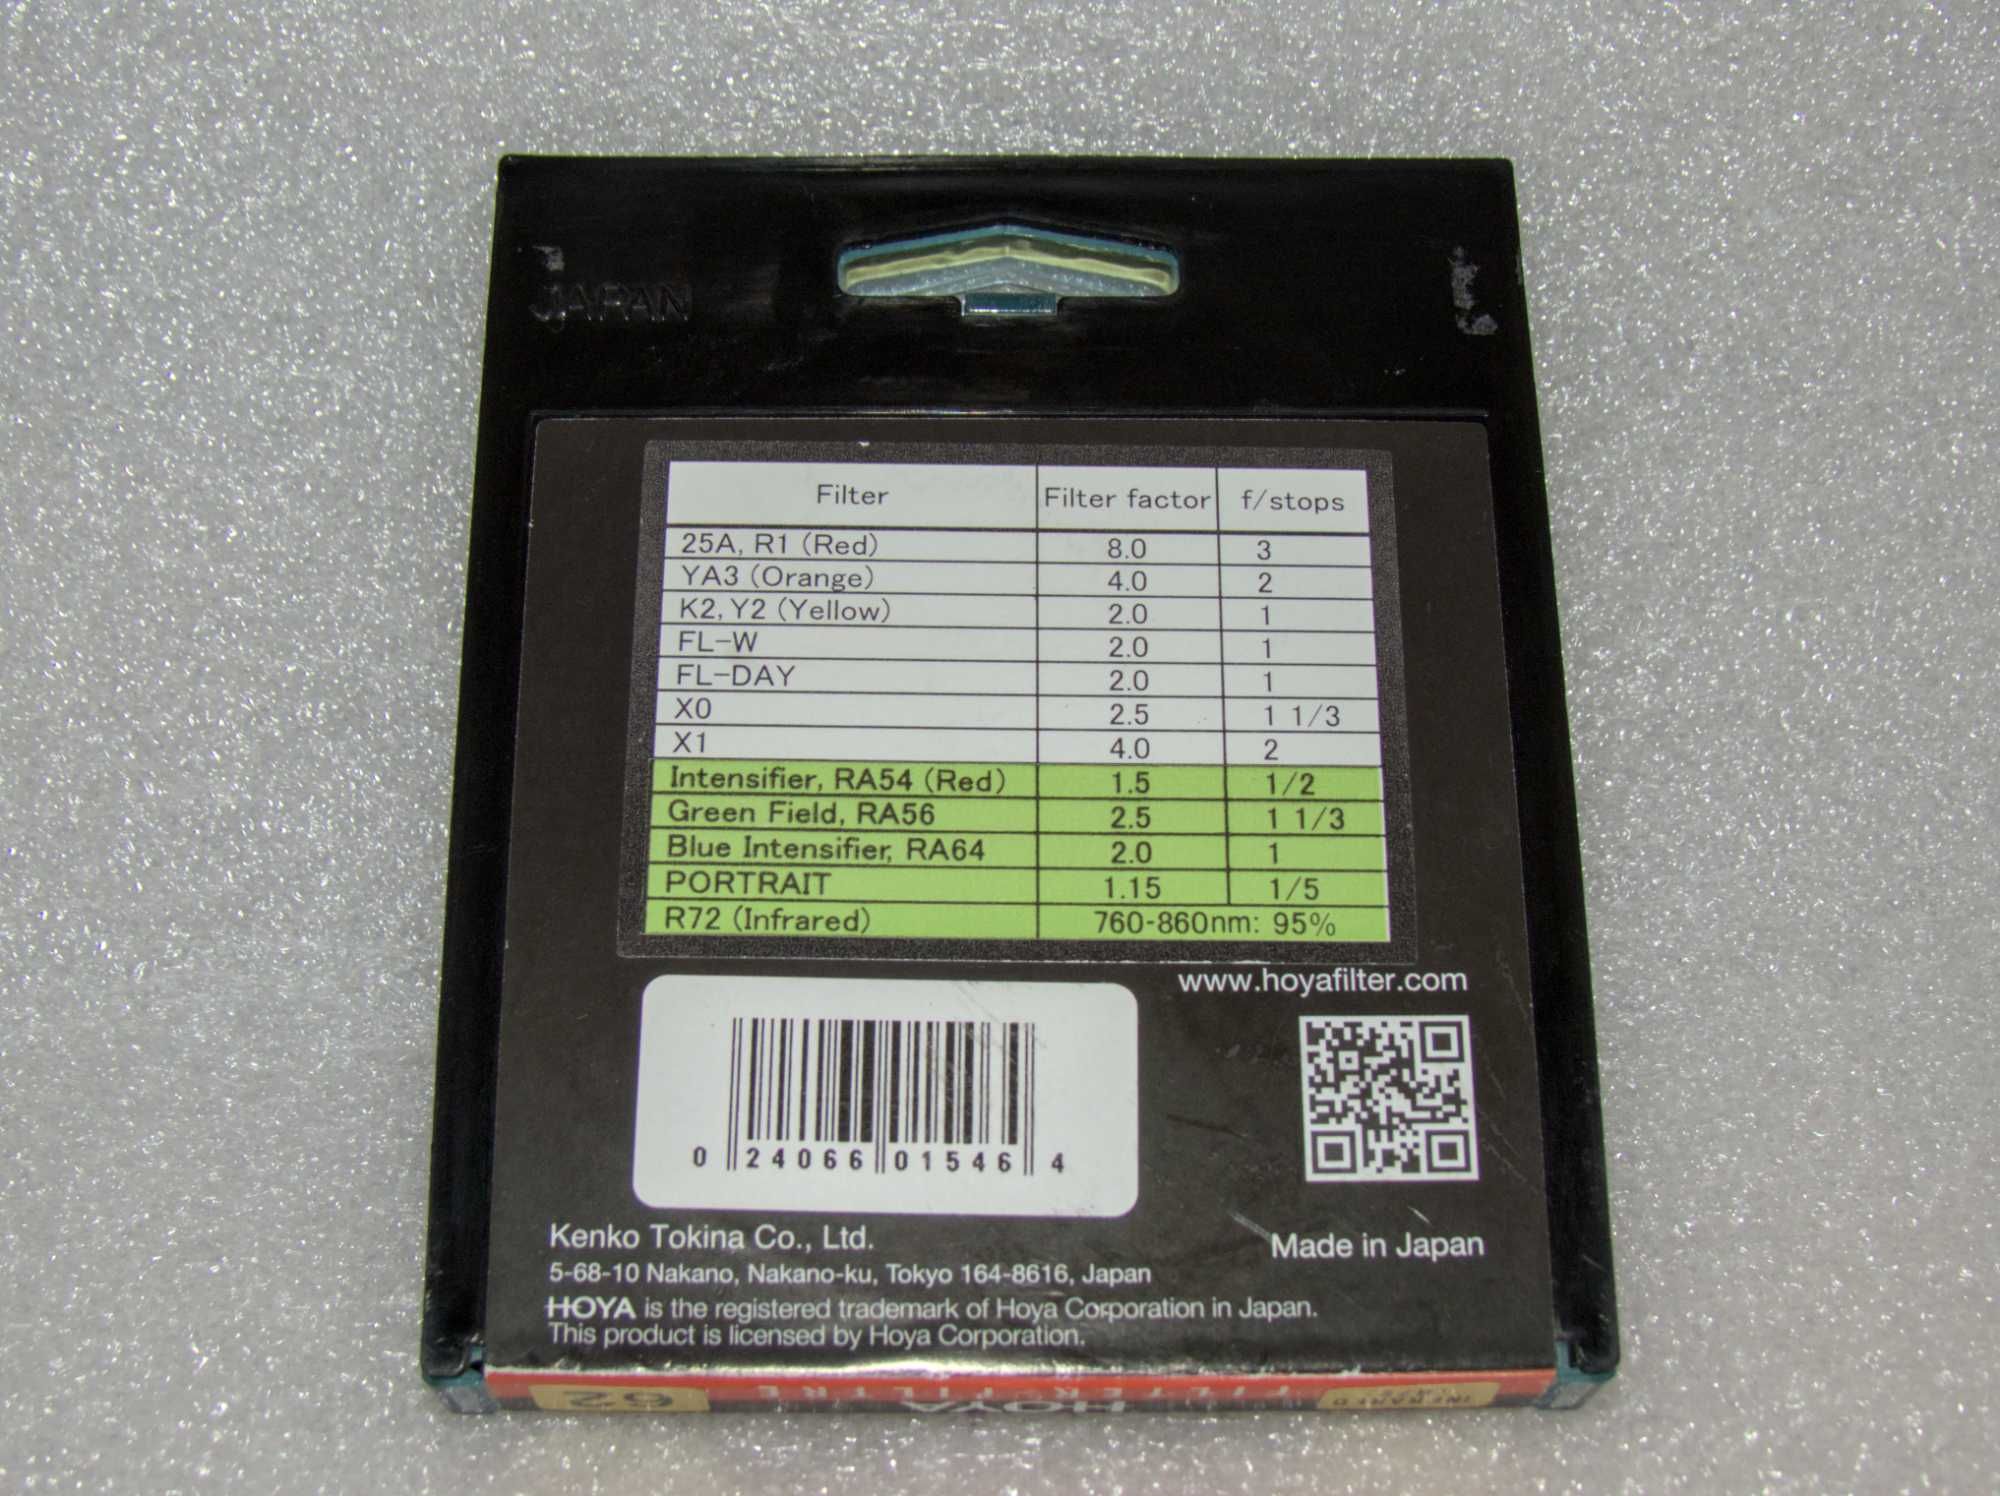 JAPAN
Filter Filter factor f/stops
25A, R1 (Red) 8.0 3
YA3 (Orange) 4.0 2
K2, Y2 (Yellow) 2.0 1
FL-W 2.0 1
FL-DAY 2.0 1
X0 2.5 1 1/3
X1 4.0 2
Intensifier, RA54 (Red) 1.5 1/2
Green Field, RA56 2.5 1 1/3
Blue Intensifier, RA64 2.0 1
PORTRAIT 1.15 1/5
R72 (Infrared) 760-860nm: 95%
www.hoyafilter.com
0 24066 01546 4
Kenko Tokina Co., Ltd.
Made in Japan
5-68-10 Nakano, Nakano-ku, Tokyo 164-8616, Japan
HOYA is the registered trademark of Hoya Corporation in Japan.
This product is licensed by Hoya Corporation.
62 HOYA FILTER FILTRE INFRARED